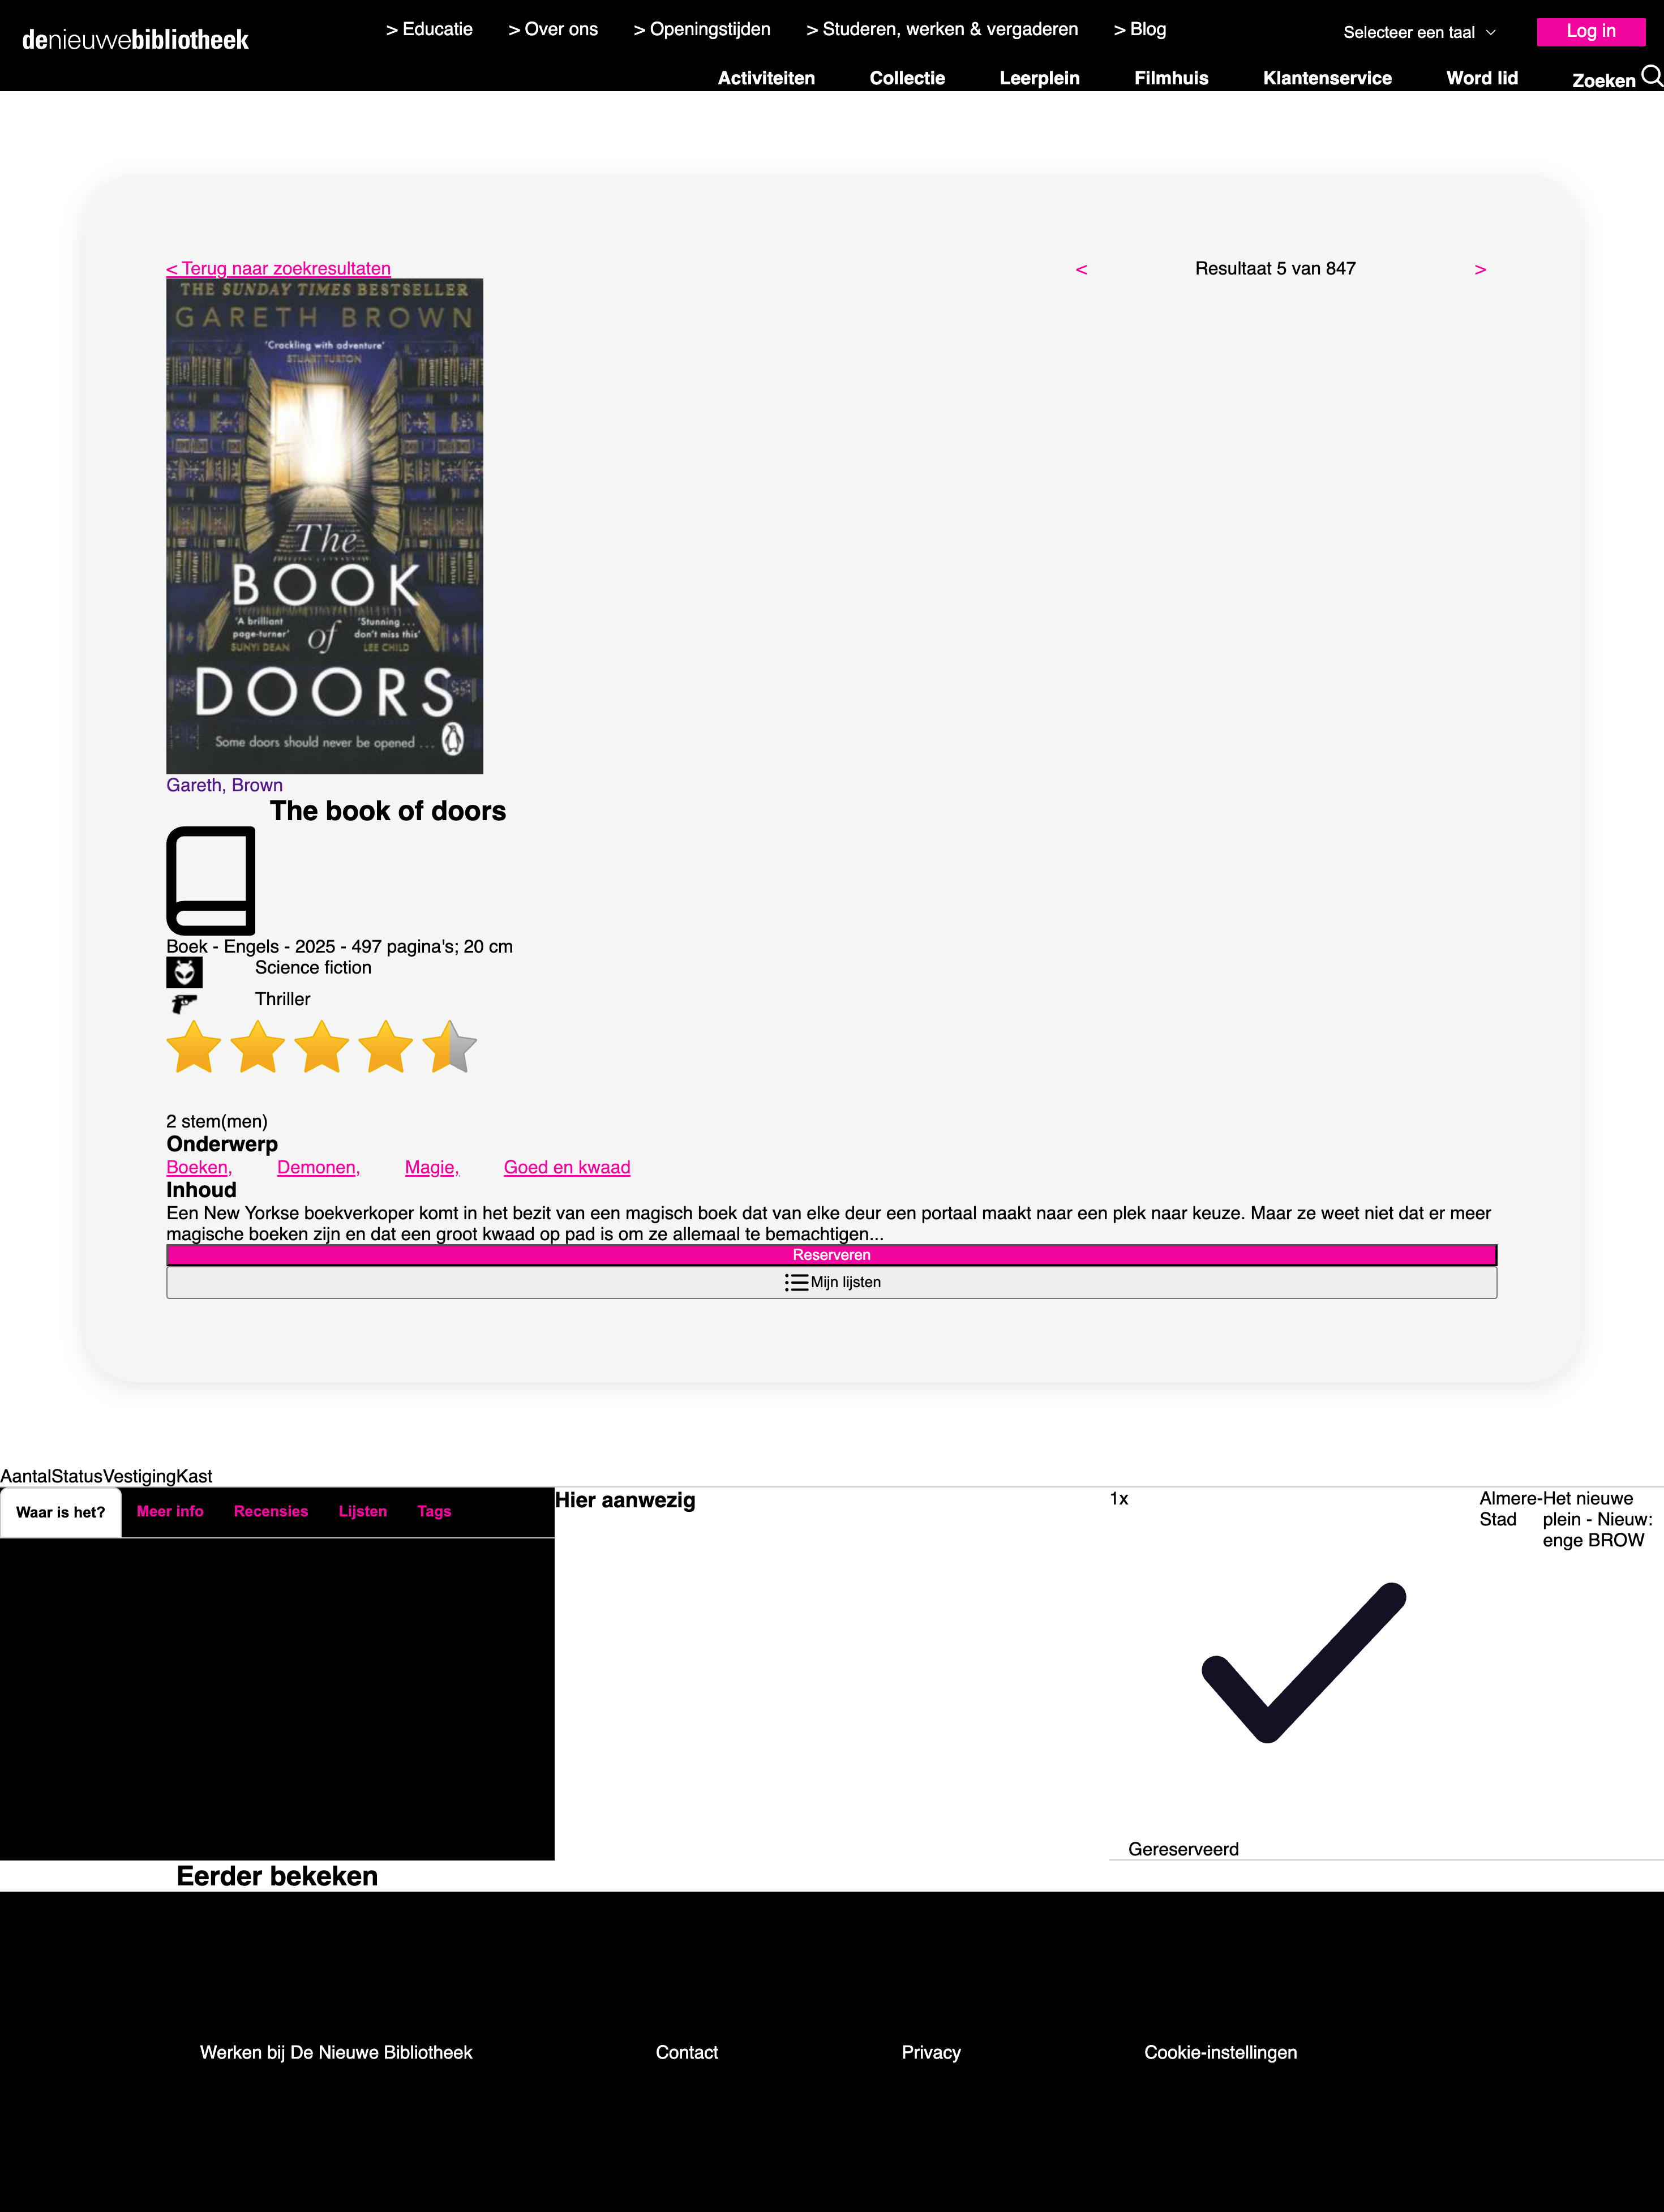 denieuwebibliotheek
> Educatie > Over ons > Openingstijden > Studeren, werken & vergaderen > Blog
Selecteer een taal
Log in
Activiteiten Collectie Leerplein Filmhuis Klantenservice Word lid Zoeken
< Terug naar zoekresultaten
< Resultaat 5 van 847 >
THE SUNDAY TIMES BESTSELLER
GARETH BROWN
'Crackling with adventure'
STUART TURTON
The
BOOK
'A brilliant
page-turner'
SUNYI DEAN
of
'Stunning...
don't miss this'
LEE CHILD
DOORS
Some doors should never be opened ...
Gareth, Brown
The book of doors
Boek - Engels - 2025 - 497 pagina's; 20 cm
Science fiction
Thriller
2 stem(men)
Onderwerp
Boeken, Demonen, Magie, Goed en kwaad
Inhoud
Een New Yorkse boekverkoper komt in het bezit van een magisch boek dat van elke deur een portaal maakt naar een plek naar keuze. Maar ze weet niet dat er meer
magische boeken zijn en dat een groot kwaad op pad is om ze allemaal te bemachtigen...
Reserveren
Mijn lijsten
AantalStatusVestigingKast
Waar is het? Meer info Recensies Lijsten Tags
Hier aanwezig
1x
Gereserveerd
Almere-
Stad
Het nieuwe
plein - Nieuw:
enge BROW
Eerder bekeken
Werken bij De Nieuwe Bibliotheek Contact Privacy Cookie-instellingen